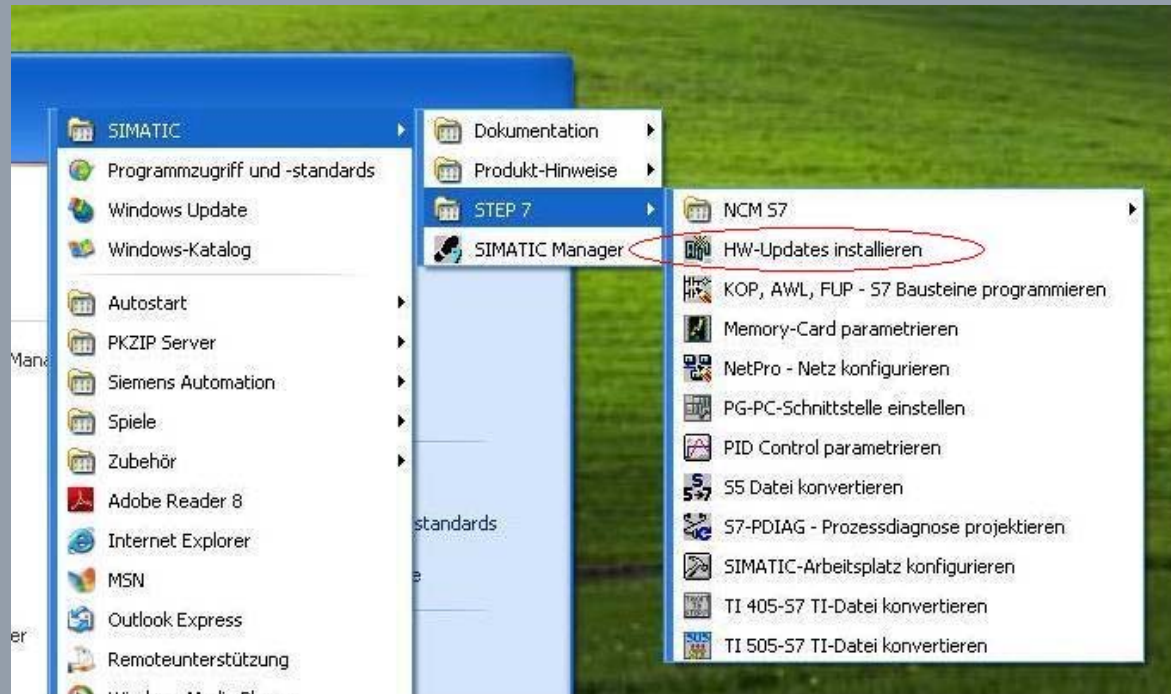 SIMATIC
Programmzugriff und -standards
Windows Update
Windows-Katalog
Autostart
PKZIP Server
Siemens Automation
Spiele
Zubehör
Adobe Reader 8
Internet Explorer
MSN
Outlook Express
Remoteunterstützung
Dokumentation
Produkt-Hinweise
STEP 7
SIMATIC Manager
NCM S7
HW-Updates installieren
KOP, AWL, FUP - S7 Bausteine programmieren
Memory-Card parametrieren
NetPro - Netz konfigurieren
PG-PC-Schnittstelle einstellen
PID Control parametrieren
S5 Datei konvertieren
S7-PDIAG - Prozessdiagnose projektieren
SIMATIC-Arbeitsplatz konfigurieren
TI 405-S7 TI-Datei konvertieren
TI 505-S7 TI-Datei konvertieren
standards